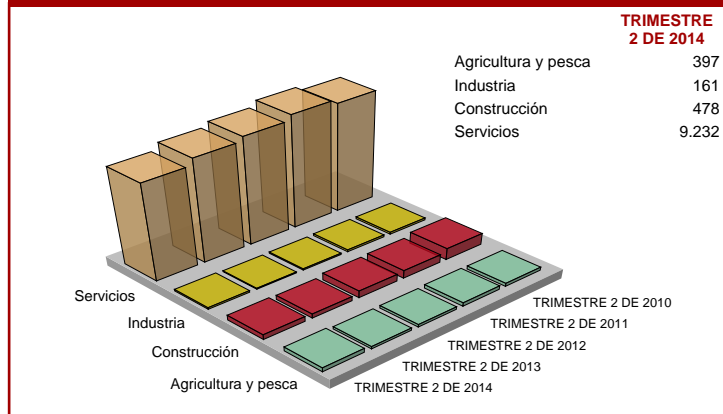 TRIMESTRE
2 DE 2014
Agricultura y pesca 397
Industria 161
Construcción 478
Servicios 9.232
Servicios
Industria
Construcción
Agricultura y pesca
TRIMESTRE 2 DE 2010
TRIMESTRE 2 DE 2011
TRIMESTRE 2 DE 2012
TRIMESTRE 2 DE 2013
TRIMESTRE 2 DE 2014